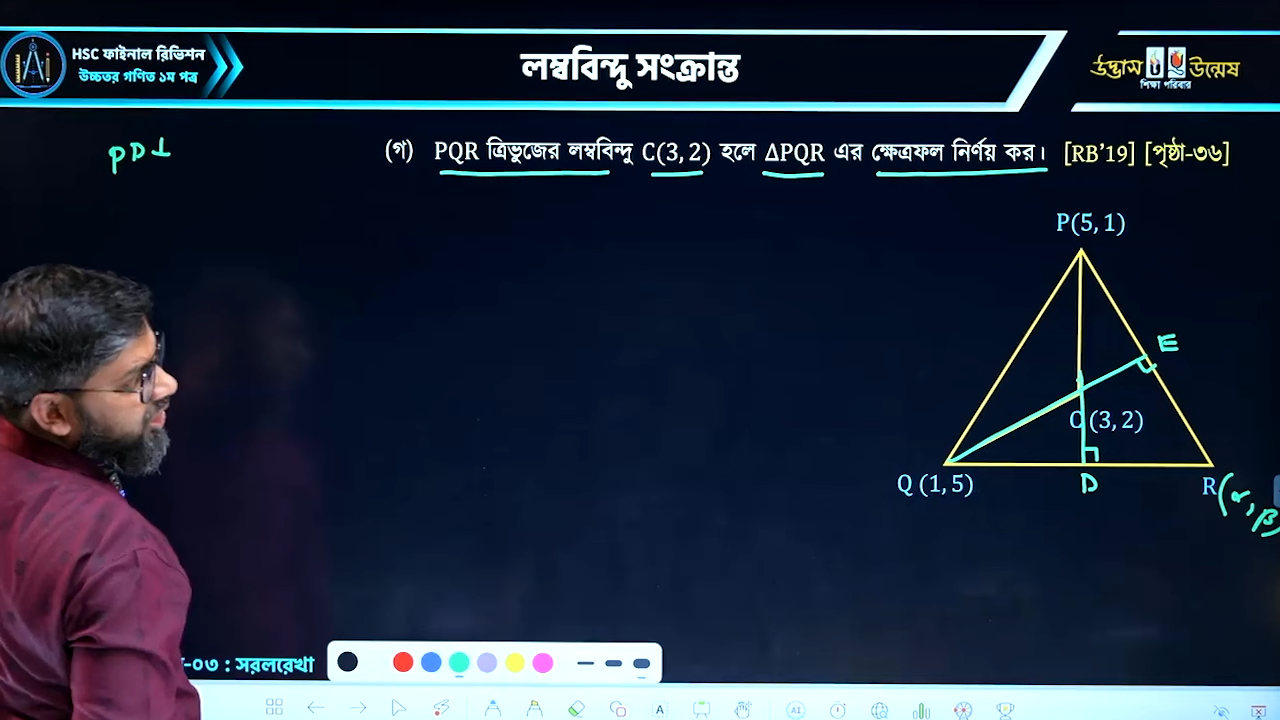 HSC ফাইনাল রিভিশন
উচ্চতর গণিত ১ম পত্র
লম্ববিন্দু সংক্রান্ত
উদ্ভাস উন্মেষ
শিক্ষা পরিবার
PD⊥
(গ) PQR ত্রিভুজের লম্ববিন্দু C(3, 2) হলে ΔPQR এর ক্ষেত্রফল নির্ণয় কর। [RB'19] [পৃষ্ঠা-৩৬]
P(5, 1)
E
(3, 2)
Q (1, 5)
D
R(α, β)
-০৩ : সরলরেখা
A
AI